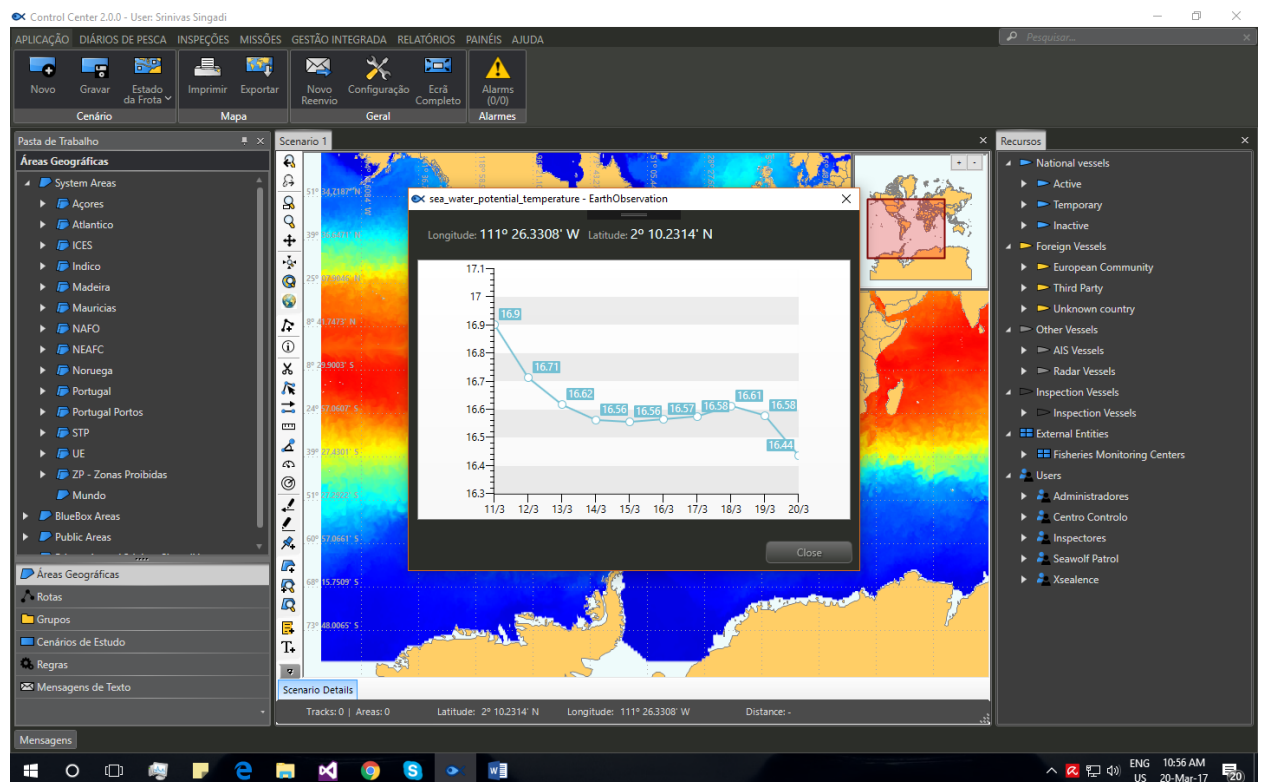 Control Center 2.0.0 - User: Srinivas Singadi
APLICAÇÃO DIÁRIOS DE PESCA INSPEÇÕES MISSÕES GESTÃO INTEGRADA RELATÓRIOS PAINÉIS AJUDA
Pesquisar...
Novo Gravar Estado da Frota Imprimir Exportar Novo Reenvio Configuração Ecrã Completo Alarms (0/0)
Cenário Mapa Geral Alarmes
Pasta de Trabalho
Áreas Geográficas
System Areas
Açores
Atlantico
ICES
Indico
Madeira
Mauricias
NAFO
NEAFC
Noruega
Portugal
Portugal Portos
STP
UE
ZP - Zonas Proibidas
Mundo
BlueBox Areas
Public Areas
Áreas Geográficas
Rotas
Grupos
Cenários de Estudo
Regras
Mensagens de Texto
Mensagens
Scenario 1
sea_water_potential_temperature - EarthObservation
Longitude: 111º 26.3308' W Latitude: 2º 10.2314' N
17.1
17
16.9
16.8
16.7
16.6
16.5
16.4
16.3
16.9
16.71
16.62
16.56
16.56
16.57
16.58
16.61
16.58
16.44
11/3 12/3 13/3 14/3 15/3 16/3 17/3 18/3 19/3 20/3
Close
+ -
68º 15.7509' S
73º 48.0065' S
Scenario Details
Tracks: 0 | Areas: 0 Latitude: 2º 10.2314' N Longitude: 111º 26.3308' W Distance: -
Recursos
National vessels
Active
Temporary
Inactive
Foreign Vessels
European Community
Third Party
Unknown country
Other Vessels
AIS Vessels
Radar Vessels
Inspection Vessels
Inspection Vessels
External Entities
Fisheries Monitoring Centers
Users
Administradores
Centro Controlo
Inspectores
Seawolf Patrol
Xsealence
ENG
US
10:56 AM
20-Mar-17
20